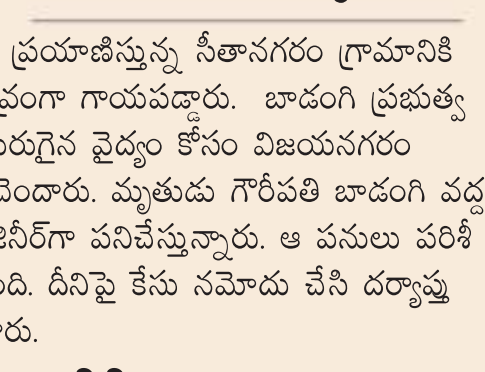 ప్రయాణిస్తున్న సీతానగరం గ్రామానికి
వ్రంగా గాయపడ్డారు. బాడంగి ప్రభుత్వ
రుగైన వైద్యం కోసం విజయనగరం
చెందారు. మృతుడు గౌరీపతి బాడంగి వద్ద
జినీర్‌గా పనిచేస్తున్నారు. ఆ పనులు పరిశీ
ది. దీనిపై కేసు నమోదు చేసి దర్యాప్తు
రు.